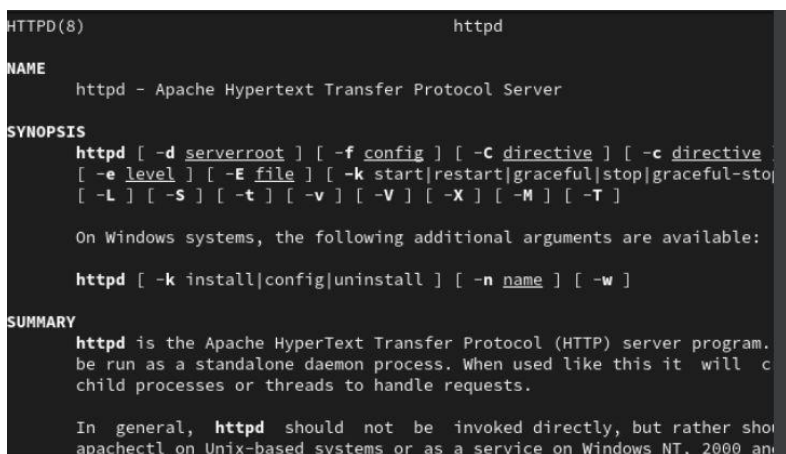 HTTPD(8) httpd
NAME
httpd - Apache Hypertext Transfer Protocol Server
SYNOPSIS
httpd [ -d serverroot ] [ -f config ] [ -C directive ] [ -c directive ]
[ -e level ] [ -E file ] [ -k start|restart|graceful|stop|graceful-stop
[ -L ] [ -S ] [ -t ] [ -v ] [ -V ] [ -X ] [ -M ] [ -T ]
On Windows systems, the following additional arguments are available:
httpd [ -k install|config|uninstall ] [ -n name ] [ -w ]
SUMMARY
httpd is the Apache HyperText Transfer Protocol (HTTP) server program.
be run as a standalone daemon process. When used like this it will c
child processes or threads to handle requests.
In general, httpd should not be invoked directly, but rather shou
apachectl on Unix-based systems or as a service on Windows NT, 2000 an